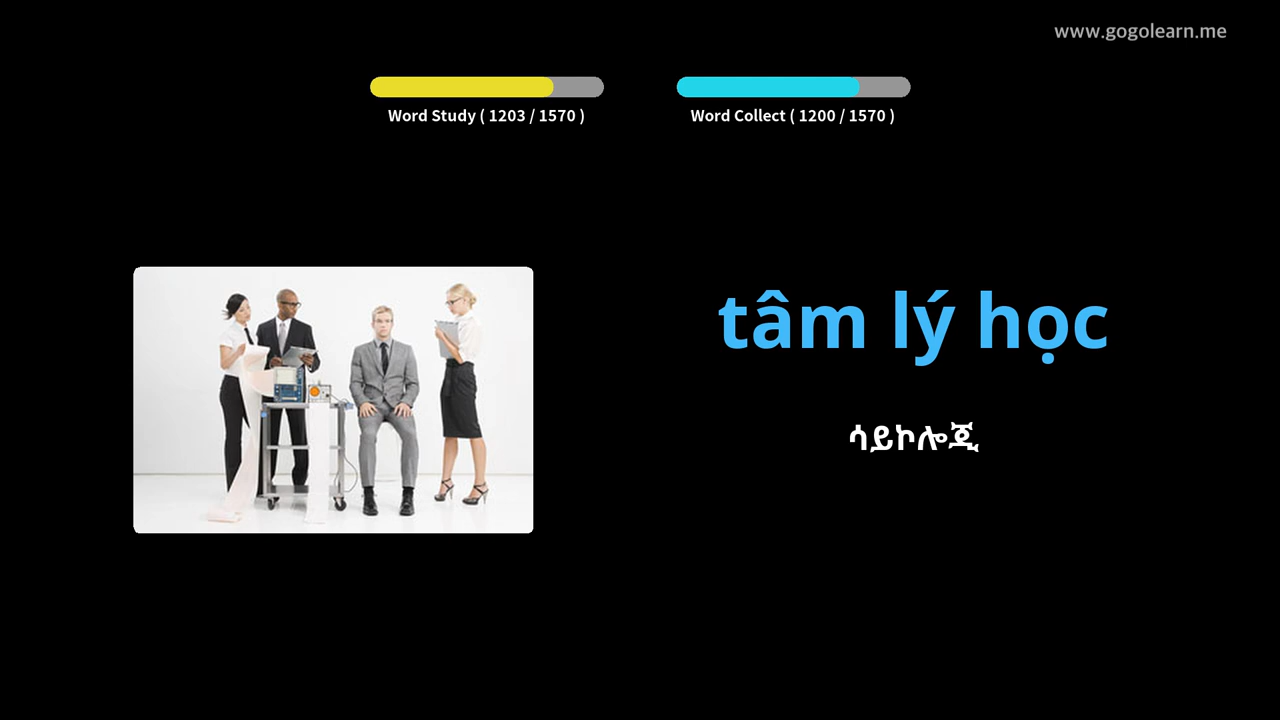 www.gogolearn.me
Word Study ( 1203 / 1570 )
Word Collect ( 1200 / 1570 )
tâm lý học
ሳይኮሎጂ